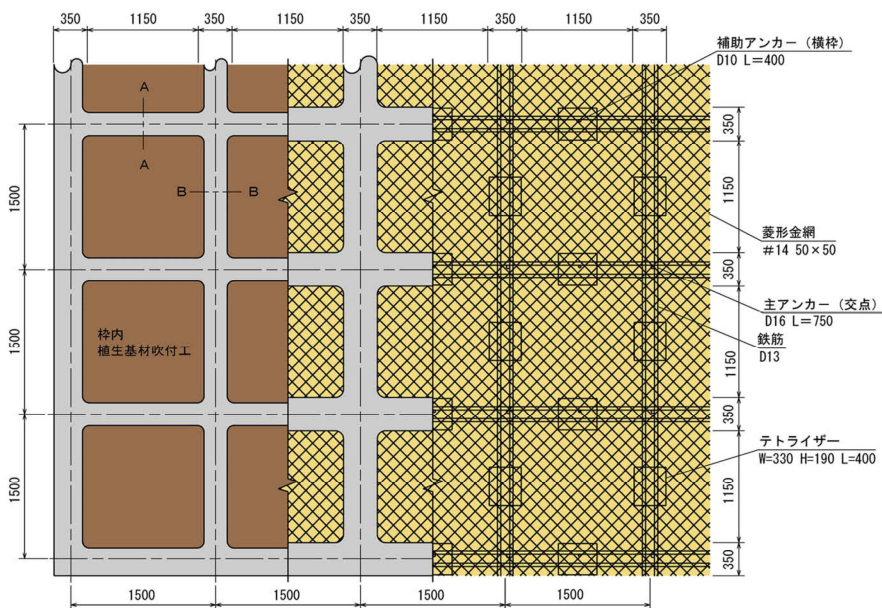 350 1150 350 1150 350 1150 350 1150 350
補助アンカー（横枠）
D10 L＝400
A
A
B B
1500
350
1150
菱形金網
#14 50×50
350
主アンカー（交点）
D16 L＝750
鉄筋
D13
1500
枠内
植生基材吹付工
1150
350
テトライザー
W=330 H=190 L=400
1500
1150
350
1500 1500 1500 1500